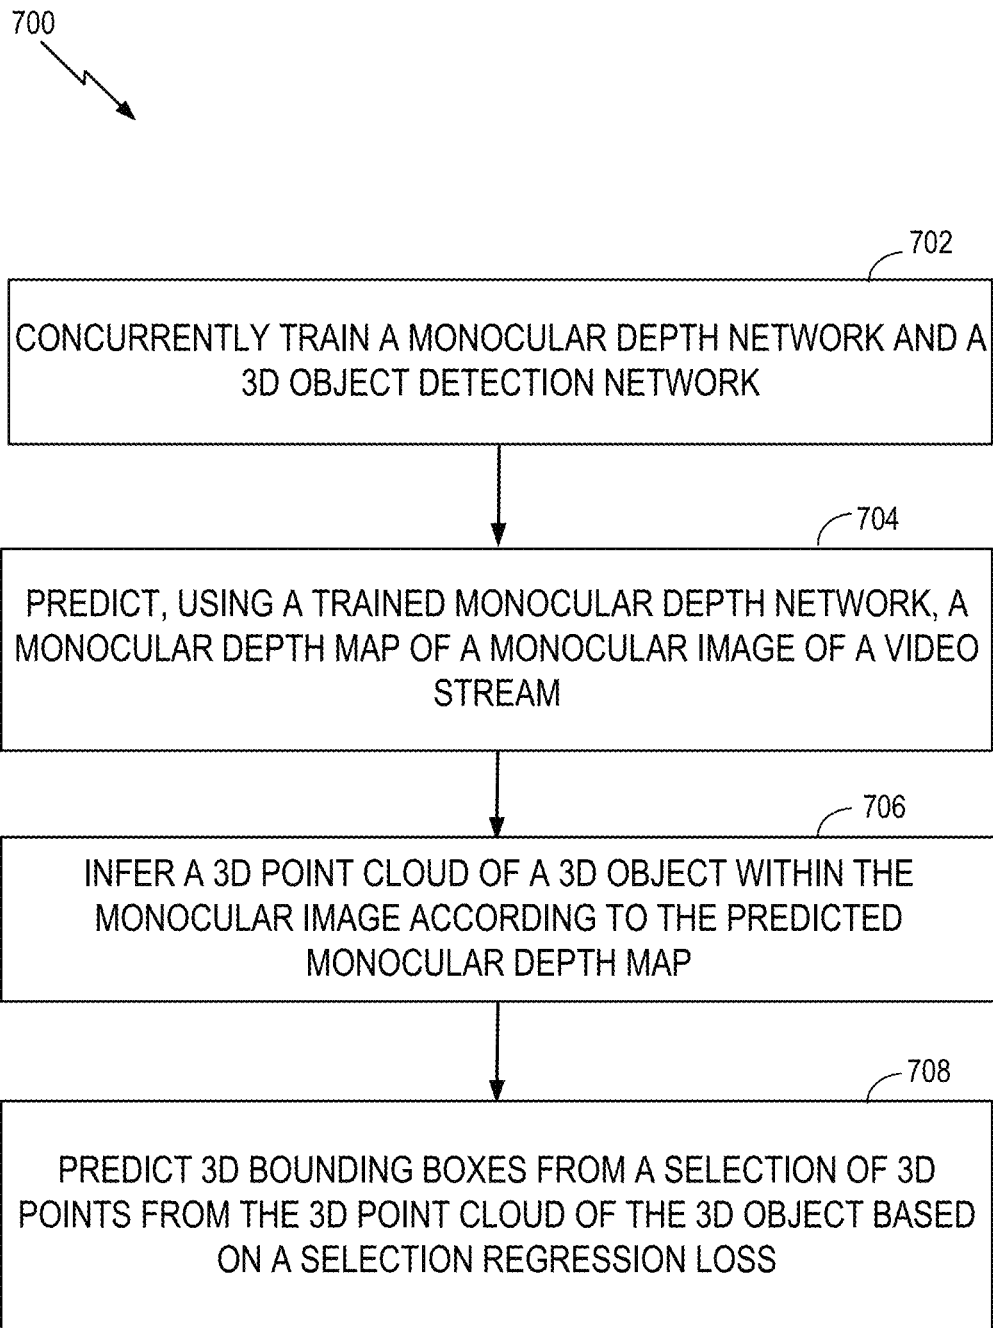 700
702
CONCURRENTLY TRAIN A MONOCULAR DEPTH NETWORK AND A
3D OBJECT DETECTION NETWORK
704
PREDICT, USING A TRAINED MONOCULAR DEPTH NETWORK, A
MONOCULAR DEPTH MAP OF A MONOCULAR IMAGE OF A VIDEO
STREAM
706
INFER A 3D POINT CLOUD OF A 3D OBJECT WITHIN THE
MONOCULAR IMAGE ACCORDING TO THE PREDICTED
MONOCULAR DEPTH MAP
708
PREDICT 3D BOUNDING BOXES FROM A SELECTION OF 3D
POINTS FROM THE 3D POINT CLOUD OF THE 3D OBJECT BASED
ON A SELECTION REGRESSION LOSS